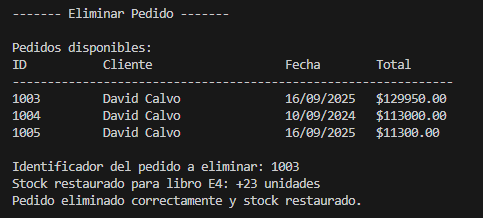 ------- Eliminar Pedido -------
Pedidos disponibles:
ID Cliente Fecha Total
----------------------------------------------------------
1003 David Calvo 16/09/2025 $129950.00
1004 David Calvo 10/09/2024 $113000.00
1005 David Calvo 16/09/2025 $11300.00
Identificador del pedido a eliminar: 1003
Stock restaurado para libro E4: +23 unidades
Pedido eliminado correctamente y stock restaurado.